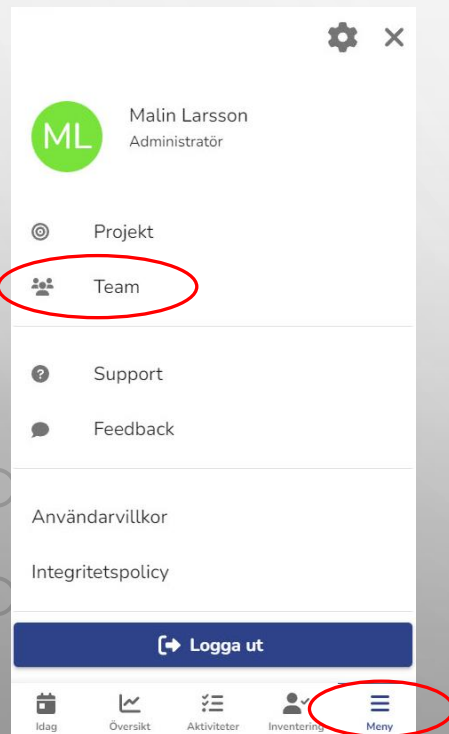 ML
Malin Larsson
Administratör
Projekt
Team
Support
Feedback
Användarvillkor
Integritetspolicy
Logga ut
Idag
Översikt
Aktiviteter
Inventering
Meny